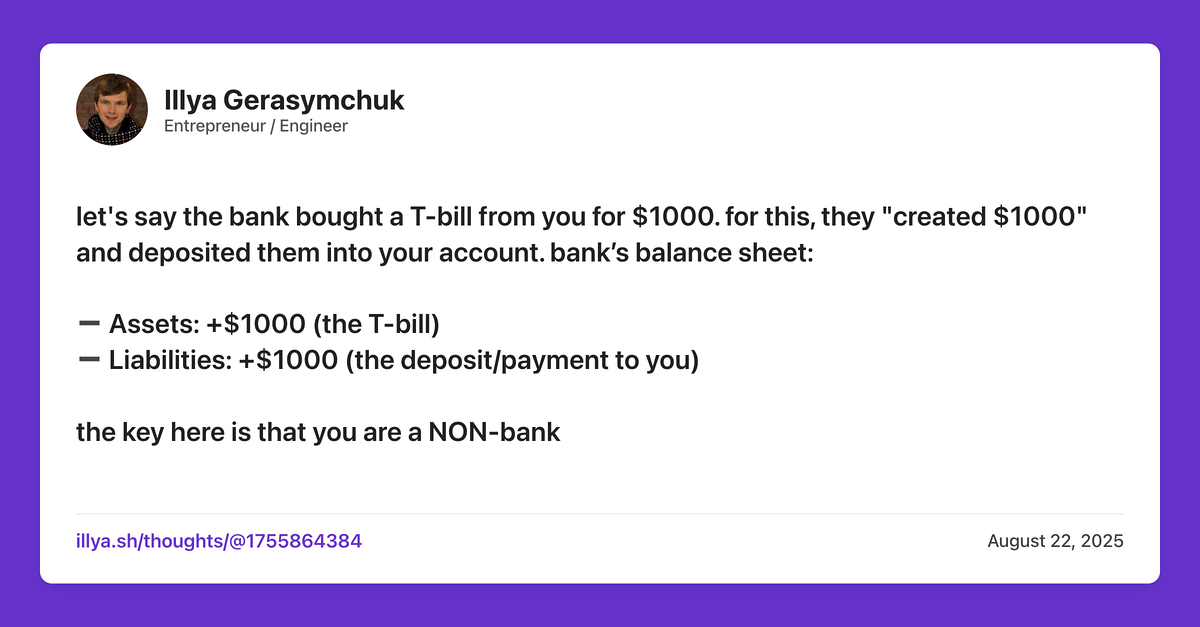 Illya Gerasymchuk
Entrepreneur / Engineer
let's say the bank bought a T-bill from you for $1000. for this, they "created $1000"
and deposited them into your account. bank’s balance sheet:
➖ Assets: +$1000 (the T-bill)
➖ Liabilities: +$1000 (the deposit/payment to you)
the key here is that you are a NON-bank
illya.sh/thoughts/@1755864384
August 22, 2025